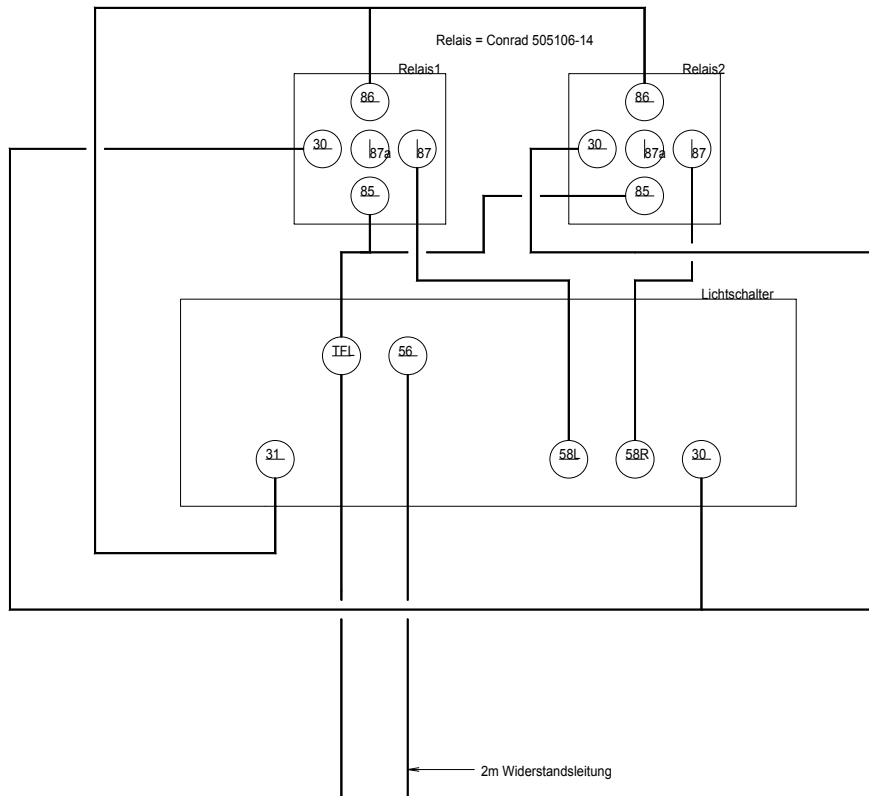 Relais = Conrad 505106-14
Relais1
Relais2
86
86
30
87a
87
30
87a
87
85
85
Lichtschalter
TFL
56
31
58L
58R
30
2m Widerstandsleitung